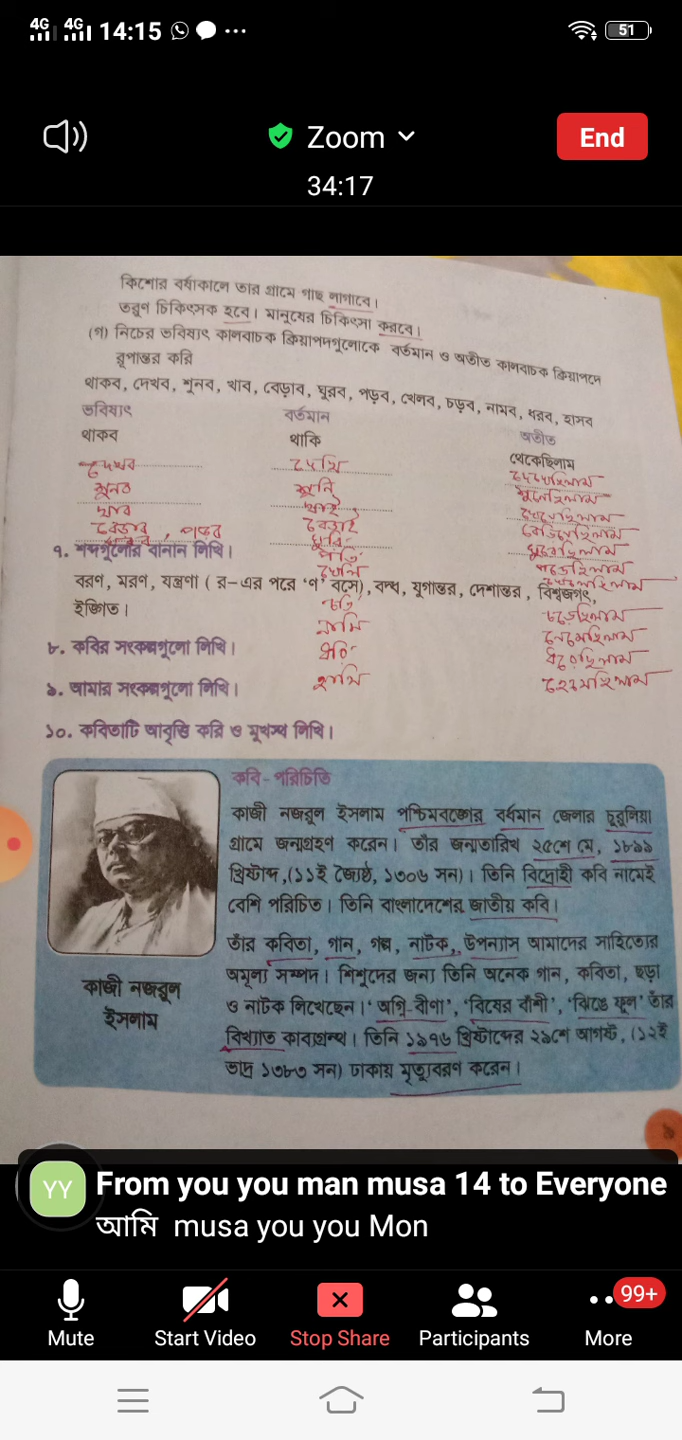 4G 4G 14:15 ... 51
Zoom End
34:17
কিশোর বর্ষাকালে তার গ্রামে গাছ লাগাবে।
তরুণ চিকিৎসক হবে। মানুষের চিকিৎসা করবে।
(গ) নিচের ভবিষ্যৎ কালবাচক ক্রিয়াপদগুলোকে বর্তমান ও অতীত কালবাচক ক্রিয়াপদে
রূপান্তর করি
থাকব, দেখব, শুনব, খাব, বেড়াব, ঘুরব, পড়ব, খেলব, চড়ব, নামব, ধরব, হাসব
ভবিষ্যৎ বর্তমান অতীত
থাকব থাকি থেকেছিলাম
দেখব দেখি দেখেছিলাম
শুনব শুনি শুনেছিলাম
খাব খাই খেয়েছিলাম
বেড়াব বেড়াই বেড়িয়েছিলাম
ঘুরি ঘুরেছিলাম
পড়ি পড়েছিলাম
খেলি খেলেছিলাম
৭. শব্দগুলোর বানান লিখি।
বরণ, মরণ, যন্ত্রণা ( র-এর পরে ‘ণ’ বসে), বন্ধ, যুগান্তর, দেশান্তর, বিশ্বজগৎ,
ইঙ্গিত।
চড়ি চড়েছিলাম
নামি নেমেছিলাম
৮. কবির সংকল্পগুলো লিখি।
ধরি ধরেছিলাম
৯. আমার সংকল্পগুলো লিখি।
হাসি হেসেছিলাম
১০. কবিতাটি আবৃত্তি করি ও মুখস্থ লিখি।
কবি-পরিচিতি
কাজী নজরুল ইসলাম পশ্চিমবঙ্গের বর্ধমান জেলার চুরুলিয়া
গ্রামে জন্মগ্রহণ করেন। তাঁর জন্মতারিখ ২৫শে মে, ১৮৯৯
খ্রিষ্টাব্দ,(১১ই জ্যৈষ্ঠ, ১৩০৬ সন)। তিনি বিদ্রোহী কবি নামেই
বেশি পরিচিত। তিনি বাংলাদেশের জাতীয় কবি।
তাঁর কবিতা, গান, গল্প, নাটক, উপন্যাস আমাদের সাহিত্যের
অমূল্য সম্পদ। শিশুদের জন্য তিনি অনেক গান, কবিতা, ছড়া
ও নাটক লিখেছেন।‘ অগ্নি-বীণা’, ‘বিষের বাঁশী’, ‘ঝিঙে ফুল’ তাঁর
বিখ্যাত কাব্যগ্রন্থ। তিনি ১৯৭৬ খ্রিষ্টাব্দের ২৯শে আগস্ট, (১২ই
ভাদ্র ১৩৮৩ সন) ঢাকায় মৃত্যুবরণ করেন।
কাজী নজরুল
ইসলাম
৯
YY From you you man musa 14 to Everyone
আমি musa you you Mon
99+
Mute Start Video Stop Share Participants More